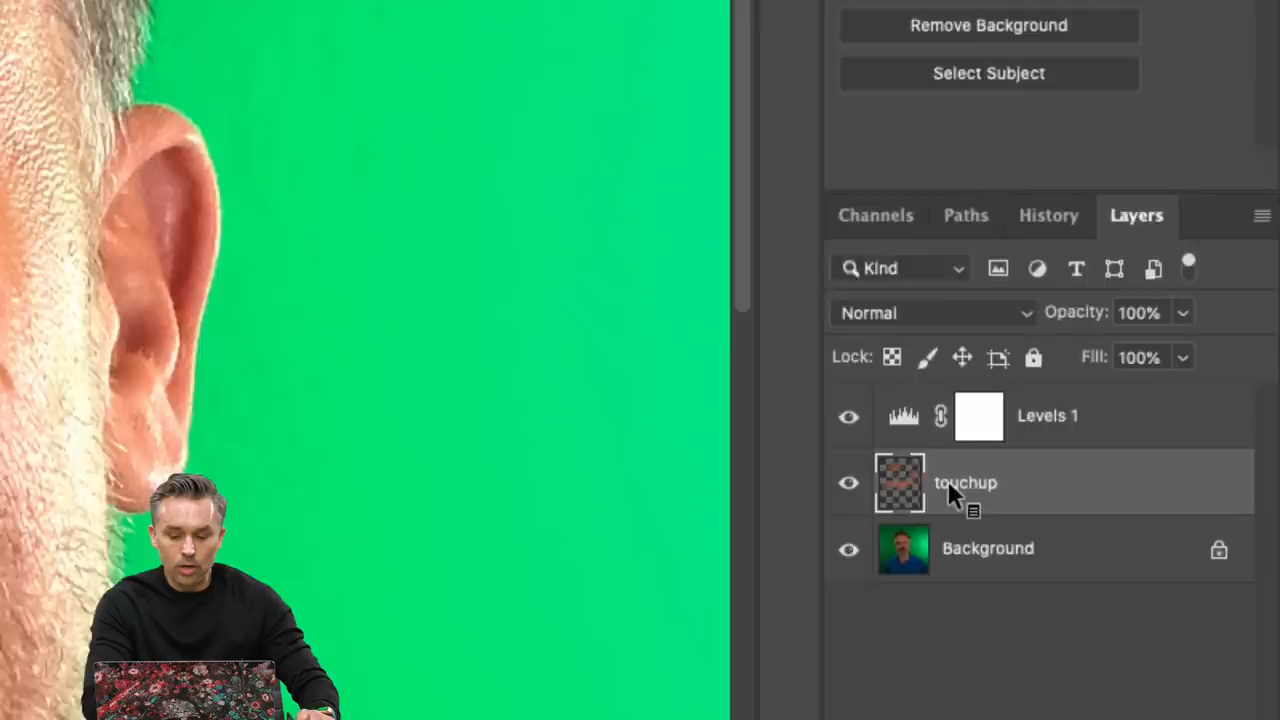 Remove Background
Select Subject
Channels Paths History Layers
Kind
Normal Opacity: 100%
Lock: Fill: 100%
Levels 1
touchup
Background